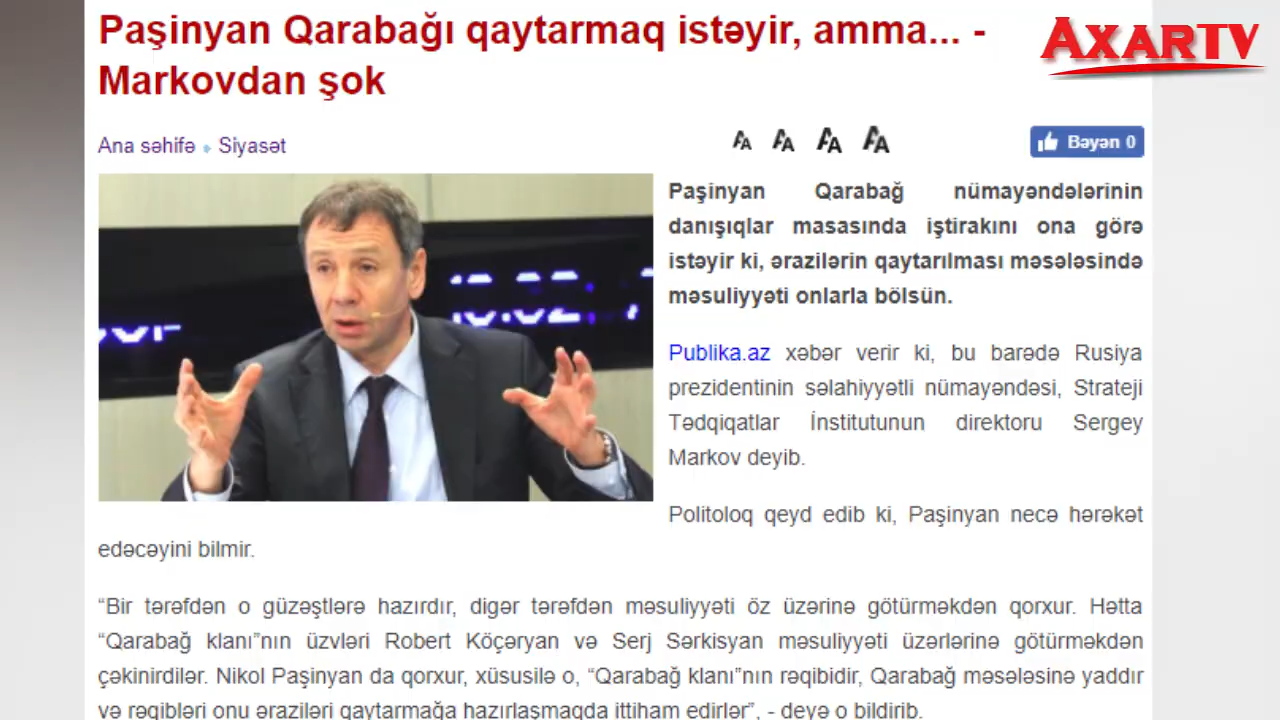 Paşinyan Qarabağı qaytarmaq istəyir, amma... -
Markovdan şok
AXARTV
Ana səhifə
Siyasət
AA AA AA AA
Bəyən 0
Paşinyan Qarabağ nümayəndələrinin
danışıqlar masasında iştirakını ona görə
istəyir ki, ərazilərin qaytarılması məsələsində
məsuliyyəti onlarla bölsün.
Publika.az xəbər verir ki, bu barədə Rusiya
prezidentinin səlahiyyətli nümayəndəsi, Strateji
Tədqiqatlar İnstitutunun direktoru Sergey
Markov deyib.
Politoloq qeyd edib ki, Paşinyan necə hərəkət
edəcəyini bilmir.
“Bir tərəfdən o güzəştlərə hazırdır, digər tərəfdən məsuliyyəti öz üzərinə götürməkdən qorxur. Hətta
“Qarabağ klanı”nın üzvləri Robert Köçəryan və Serj Sərkisyan məsuliyyəti üzərlərinə götürməkdən
çəkinirdilər. Nikol Paşinyan da qorxur, xüsusilə o, “Qarabağ klanı”nın rəqibidir, Qarabağ məsələsinə yaddır
və rəqibləri onu əraziləri qaytarmağa hazırlaşmaqda ittiham edirlər”, - deyə o bildirib.